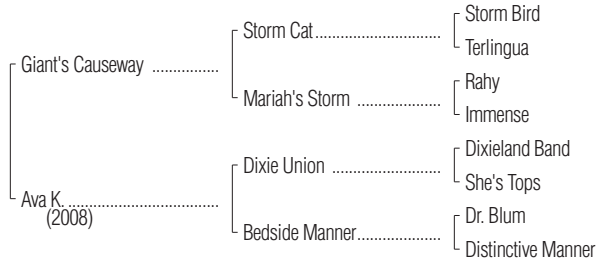 Storm Bird
Storm Cat
Terlingua
Giant's Causeway
Rahy
Mariah's Storm
Immense
Dixieland Band
Dixie Union
She's Tops
Ava K.
(2008)
Dr. Blum
Bedside Manner
Distinctive Manner